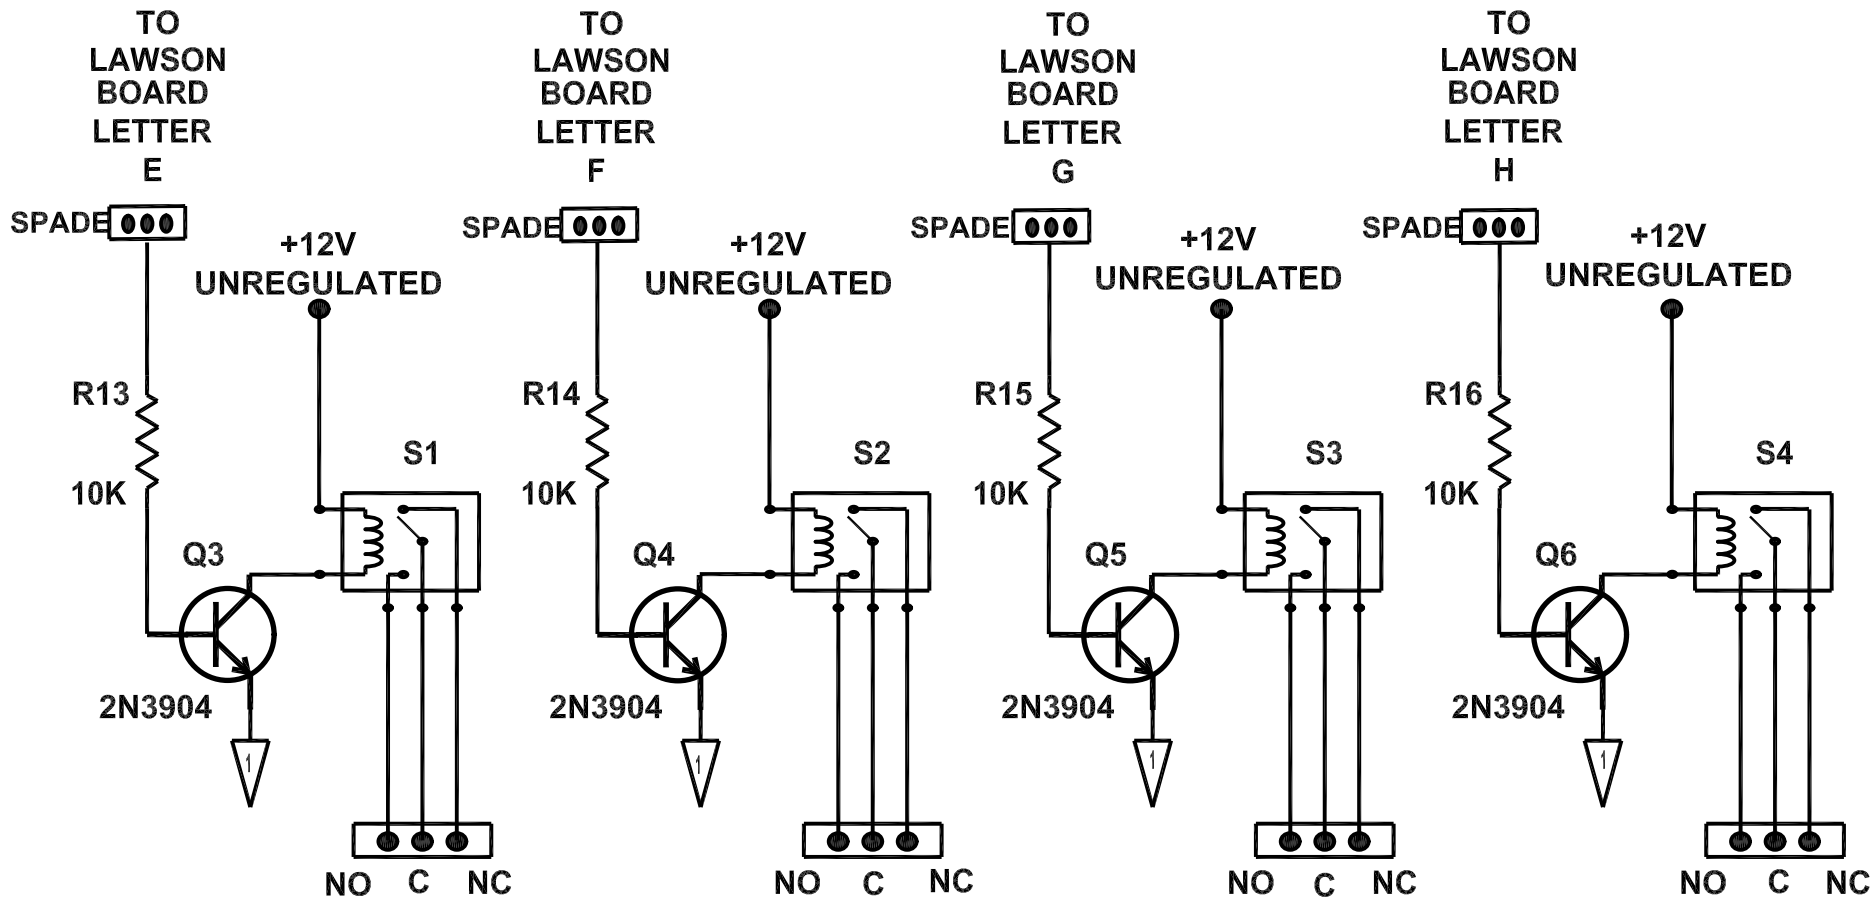 TO
LAWSON
BOARD
LETTER
E
TO
LAWSON
BOARD
LETTER
F
TO
LAWSON
BOARD
LETTER
G
TO
LAWSON
BOARD
LETTER
H
SPADE
+12V
UNREGULATED
SPADE
+12V
UNREGULATED
SPADE
+12V
UNREGULATED
SPADE
+12V
UNREGULATED
R13
10K
S1
Q3
2N3904
1
NO C NC
R14
10K
S2
Q4
2N3904
1
NO C NC
R15
10K
S3
Q5
2N3904
1
NO C NC
R16
10K
S4
Q6
2N3904
1
NO C NC